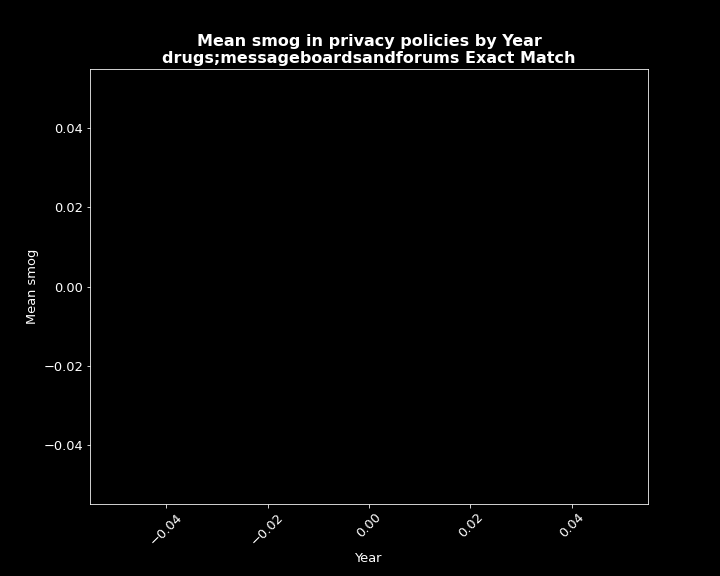 Mean smog in privacy policies by Year
drugs;messageboardsandforums Exact Match
0.04
0.02
0.00
−0.02
−0.04
Mean smog
−0.04
−0.02
0.00
0.02
0.04
Year